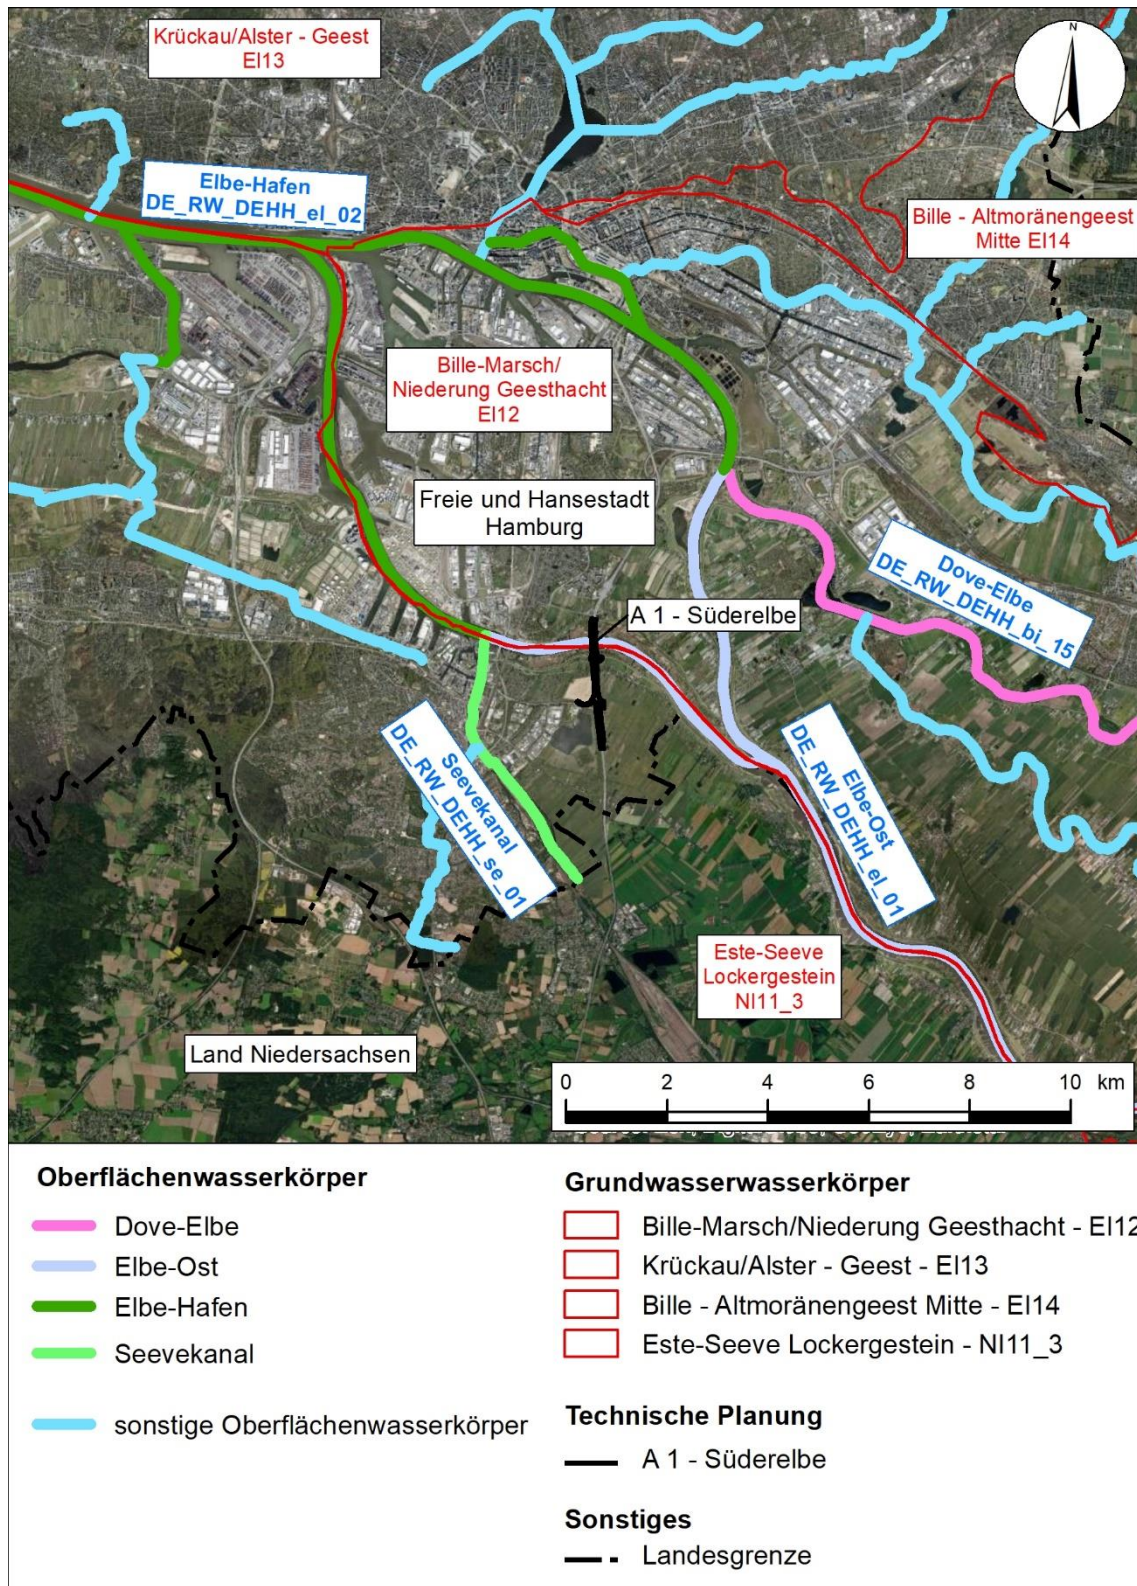 Krückau/Alster - Geest
El13
N
Elbe-Hafen
DE_RW_DEHH_el_02
Bille - Altmoränengeest
Mitte El14
Bille-Marsch/
Niederung Geesthacht
El12
Freie und Hansestadt
Hamburg
Dove-Elbe
DE_RW_DEHH_bi_15
A 1 - Süderelbe
Seevekanal
DE_RW_DEHH_se_01
Elbe-Ost
DE_RW_DEHH_el_01
Este-Seeve
Lockergestein
NI11_3
Land Niedersachsen
0 2 4 6 8 10 km
Oberflächenwasserkörper
Dove-Elbe
Elbe-Ost
Elbe-Hafen
Seevekanal
sonstige Oberflächenwasserkörper
Grundwasserwasserkörper
Bille-Marsch/Niederung Geesthacht - El12
Krückau/Alster - Geest - El13
Bille - Altmoränengeest Mitte - El14
Este-Seeve Lockergestein - NI11_3
Technische Planung
A 1 - Süderelbe
Sonstiges
Landesgrenze